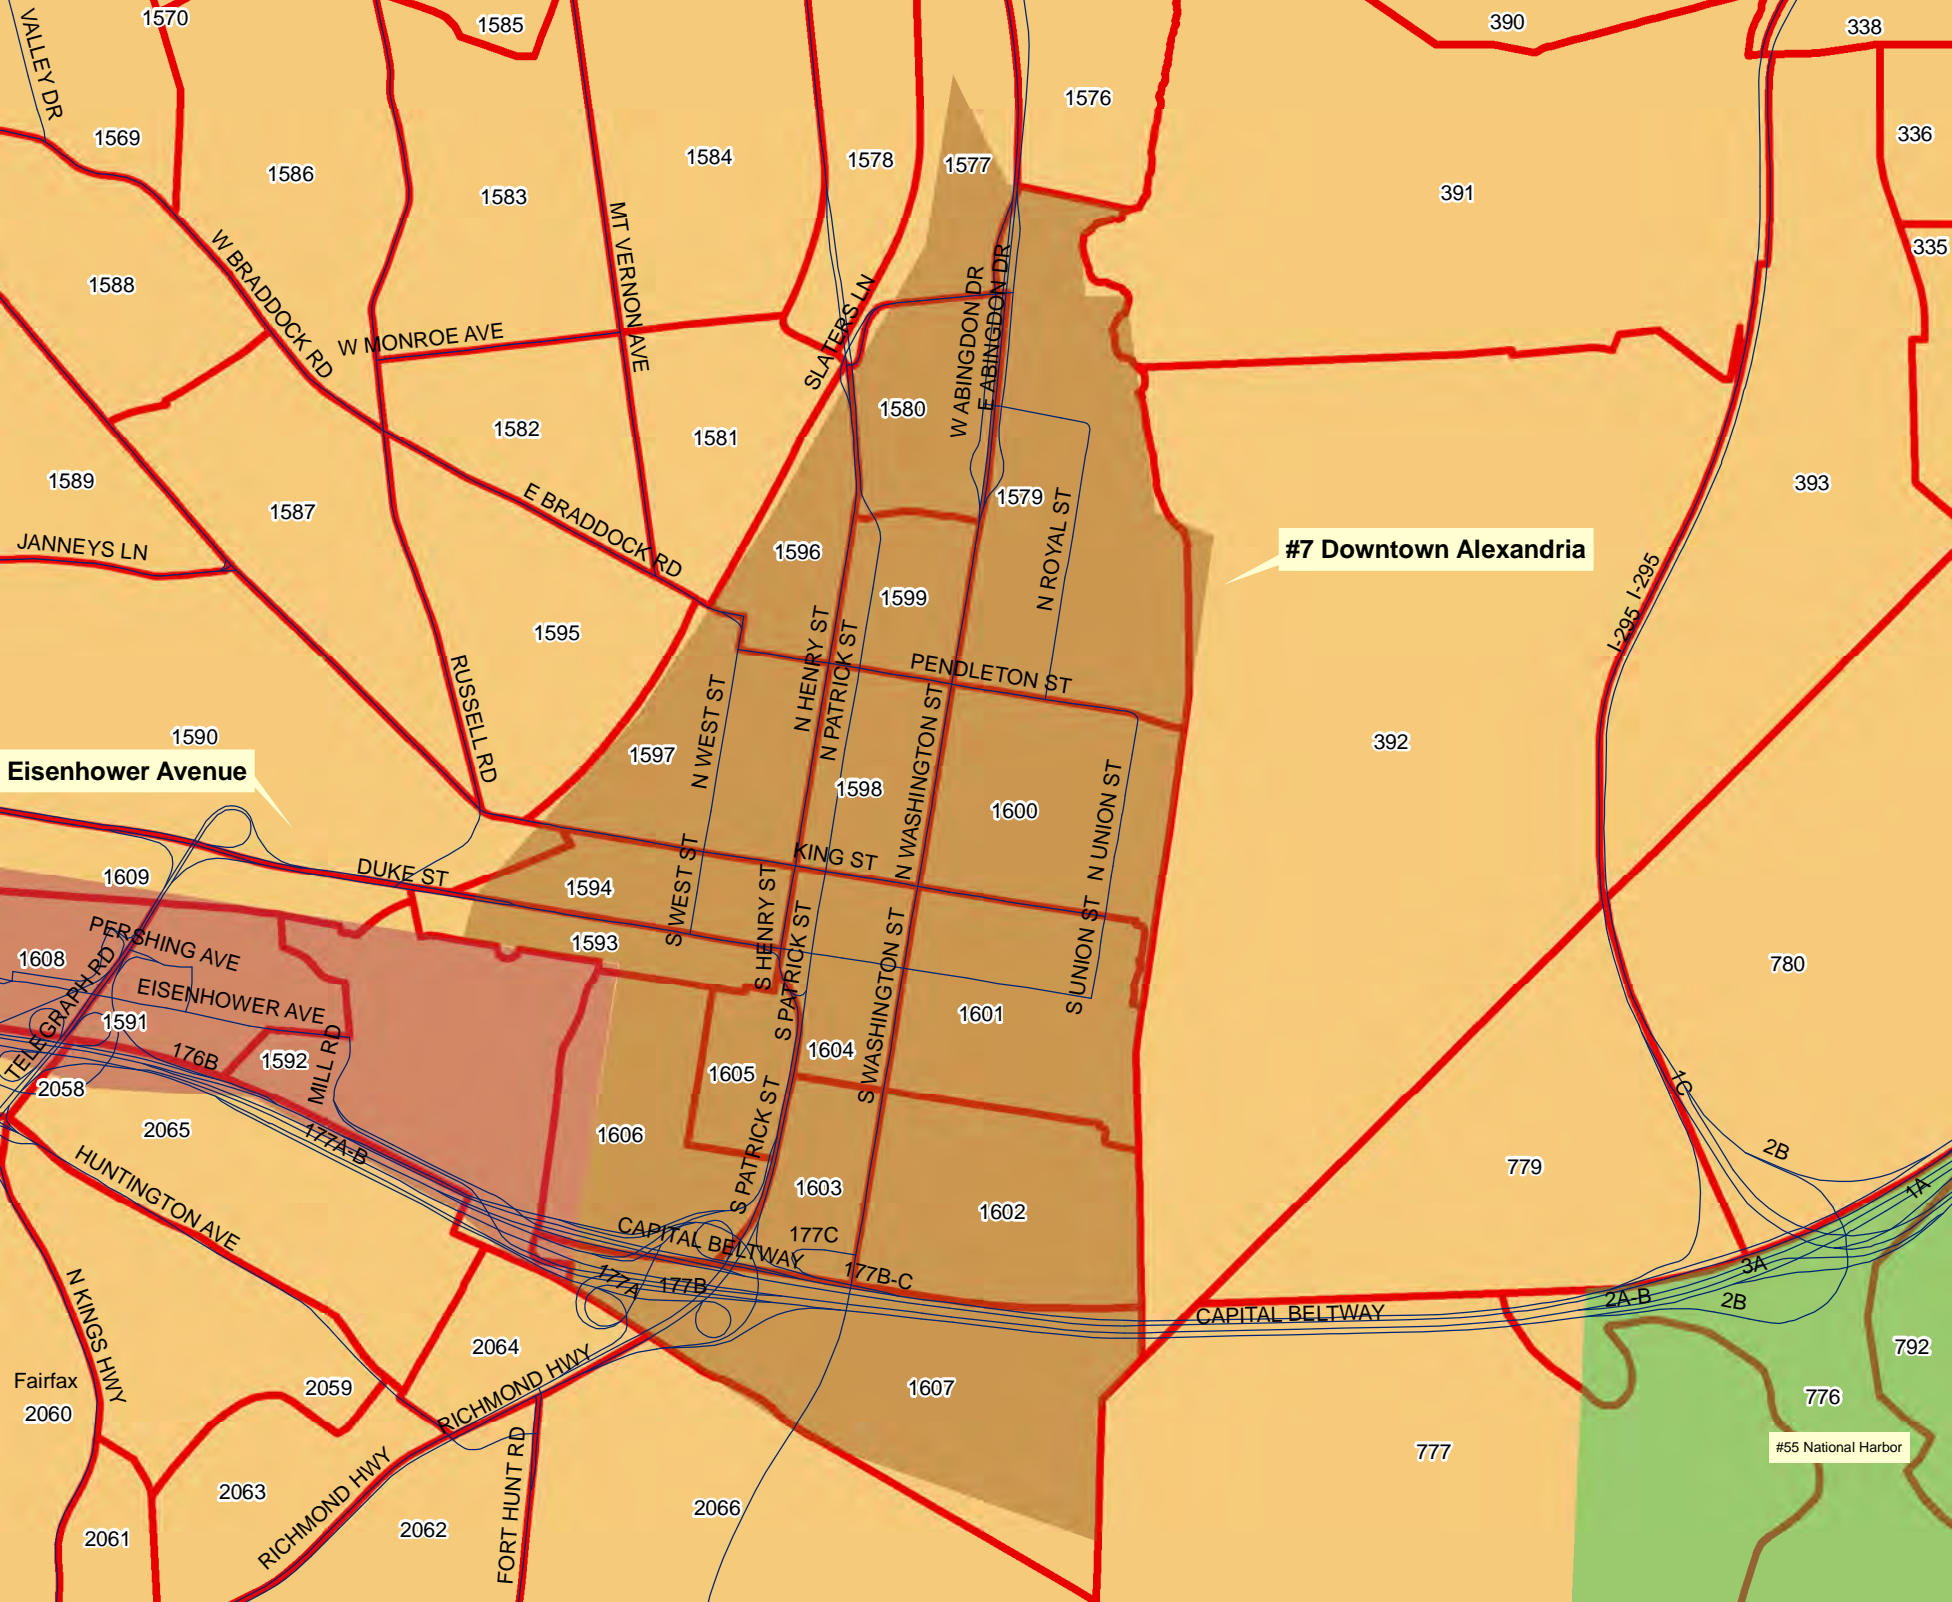 1570
1585
390
338
VALLEY DR
1576
1569
336
1584
1578
1577
1586
1583
391
MT VERNON AVE
335
W BRADDOCK RD
1588
W ABINGDON DR
E ABINGDON DR
SLATERS LN
W MONROE AVE
1580
1582
1581
1589
1587
E BRADDOCK RD
1579
393
N ROYAL ST
JANNEYS LN
1596
#7 Downtown Alexandria
I-295
I-295
1599
1595
N HENRY ST
N PATRICK ST
PENDLETON ST
RUSSELL RD
N WEST ST
1590
1597
N WASHINGTON ST
392
Eisenhower Avenue
1598
1600
N UNION ST
KING ST
DUKE ST
1609
1594
S WEST ST
S HENRY ST
S PATRICK ST
S WASHINGTON ST
S UNION ST
PERSHING AVE
1593
1608
780
TELEGRAPH RD
EISENHOWER AVE
1591
1601
176B
1592
MILL RD
1604
1605
2058
1C
S PATRICK ST
2065
177A-B
1606
2B
HUNTINGTON AVE
779
1603
1A
1602
CAPITAL BELTWAY
177C
3A
177A
177B
177B-C
N KINGS HWY
2A-B
2B
CAPITAL BELTWAY
2064
792
Fairfax
2059
RICHMOND HWY
1607
776
2060
FORT HUNT RD
777
#55 National Harbor
RICHMOND HWY
2063
2066
2062
2061